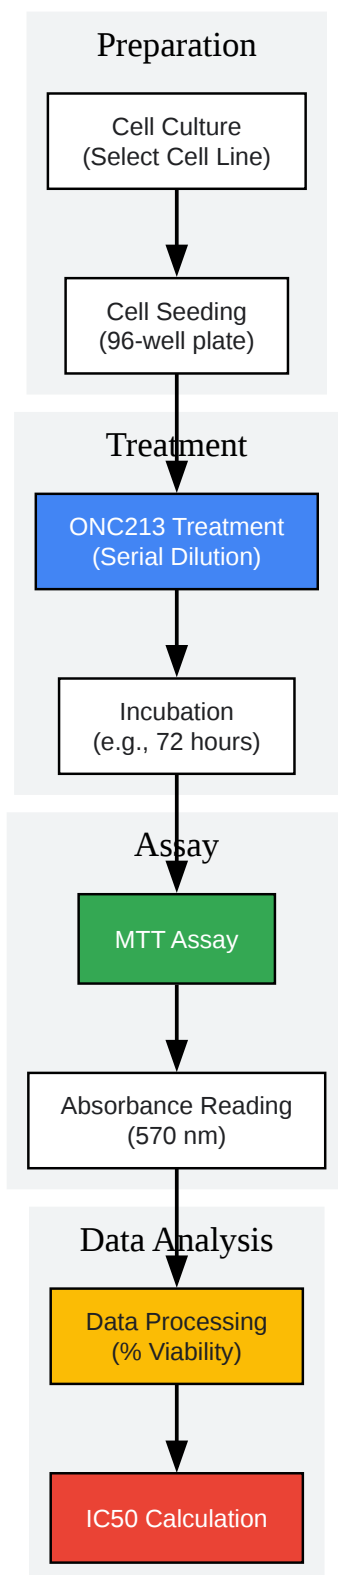 Preparation
Cell Culture
(Select Cell Line)
Cell Seeding
(96-well plate)
Treatment
ONC213 Treatment
(Serial Dilution)
Incubation
(e.g., 72 hours)
Assay
MTT Assay
Absorbance Reading
(570 nm)
Data Analysis
Data Processing
(% Viability)
IC50 Calculation